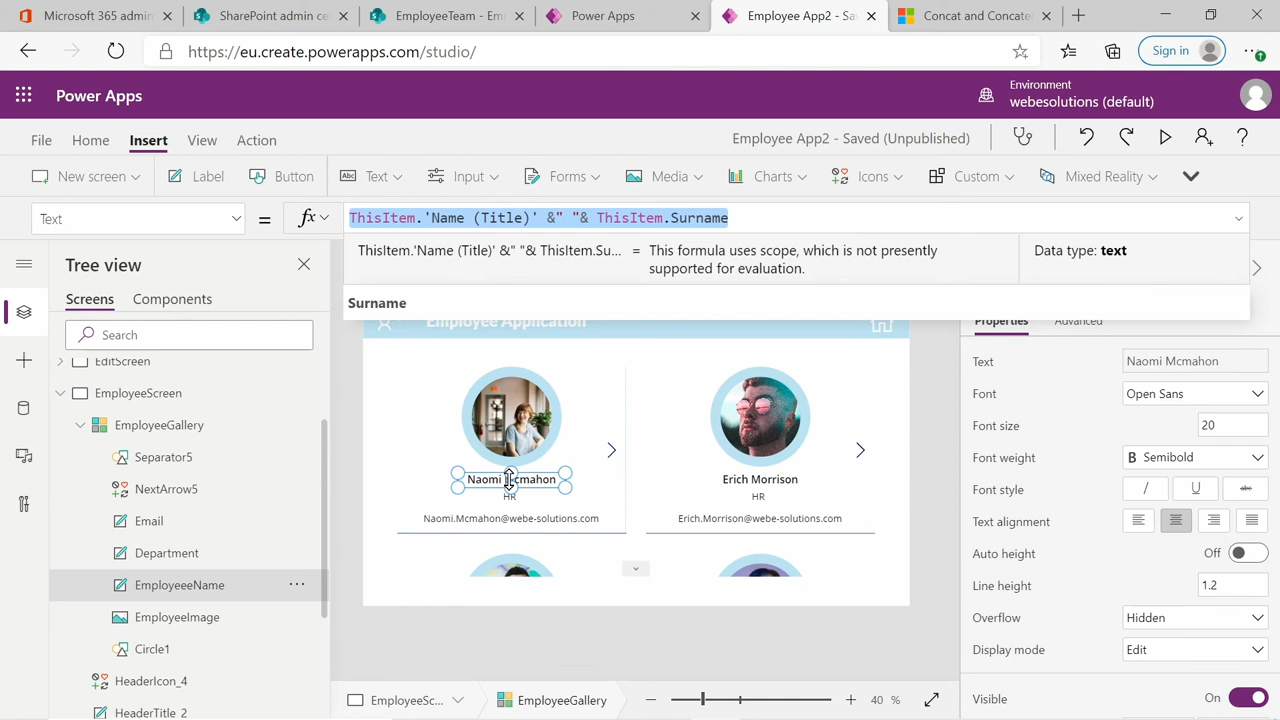 Microsoft 365 admin
SharePoint admin ce
EmployeeTeam - Em
Power Apps
Employee App2 - Sa
Concat and Concate
https://eu.create.powerapps.com/studio/
Sign in
Power Apps
Environment
webesolutions (default)
File
Home
Insert
View
Action
Employee App2 - Saved (Unpublished)
New screen
Label
Button
Text
Input
Forms
Media
Charts
Icons
Custom
Mixed Reality
Text
=
fx
ThisItem.'Name (Title)' &" "& ThisItem.Surname
ThisItem.'Name (Title)' &" "& ThisItem.Su...
=
This formula uses scope, which is not presently
supported for evaluation.
Data type: text
Surname
Tree view
Screens
Components
Search
EditScreen
EmployeeScreen
EmployeeGallery
Separator5
NextArrow5
Email
Department
EmployeeeName
EmployeeImage
Circle1
HeaderIcon_4
HeaderTitle_2
Employee Application
Naomi Mcmahon
HR
Naomi.Mcmahon@webe-solutions.com
Erich Morrison
HR
Erich.Morrison@webe-solutions.com
Properties
Advanced
Text
Naomi Mcmahon
Font
Open Sans
Font size
20
Font weight
B Semibold
Font style
/ U abc
Text alignment
Auto height
Off
Line height
1.2
Overflow
Hidden
Display mode
Edit
Visible
On
EmployeeSc...
EmployeeGallery
40 %